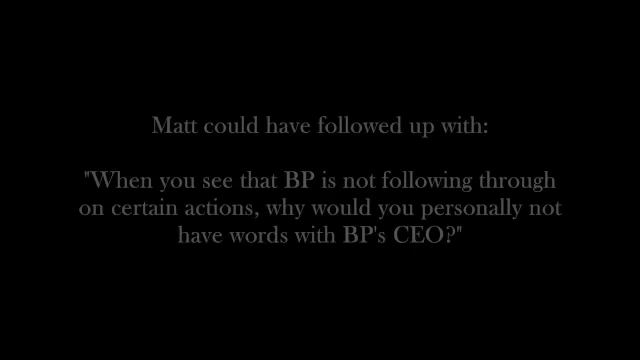 Matt could have followed up with:
"When you see that BP is not following through
on certain actions, why would you personally not
have words with BP's CEO?"